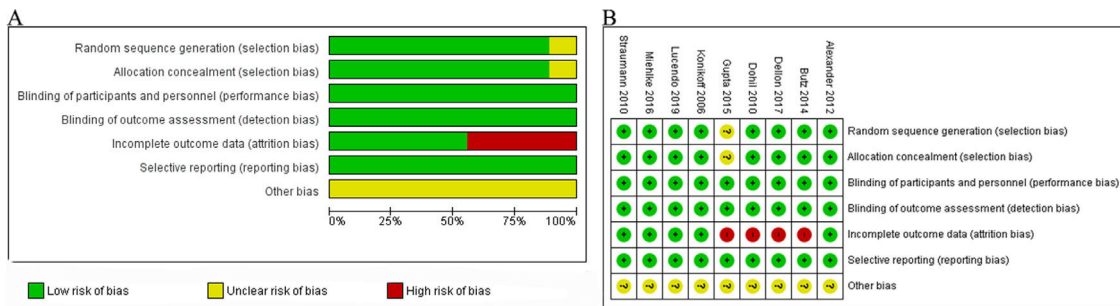 A
Random sequence generation (selection bias)
Allocation concealment (selection bias)
Blinding of participants and personnel (performance bias)
Blinding of outcome assessment (detection bias)
Incomplete outcome data (attrition bias)
Selective reporting (reporting bias)
Other bias
0% 25% 50% 75% 100%
Low risk of bias Unclear risk of bias High risk of bias
B
Straumann 2010
Miehlke 2016
Lucendo 2019
Konikoff 2006
Gupta 2015
Dohil 2010
Dellon 2017
Butz 2014
Alexander 2012
+ + + + ? + + + + Random sequence generation (selection bias)
+ + + + ? + + + + Allocation concealment (selection bias)
+ + + + + + + + + Blinding of participants and personnel (performance bias)
+ + + + + + + + + Blinding of outcome assessment (detection bias)
+ + + + - - - - + Incomplete outcome data (attrition bias)
+ + + + + + + + + Selective reporting (reporting bias)
? ? ? ? ? ? ? ? ? Other bias